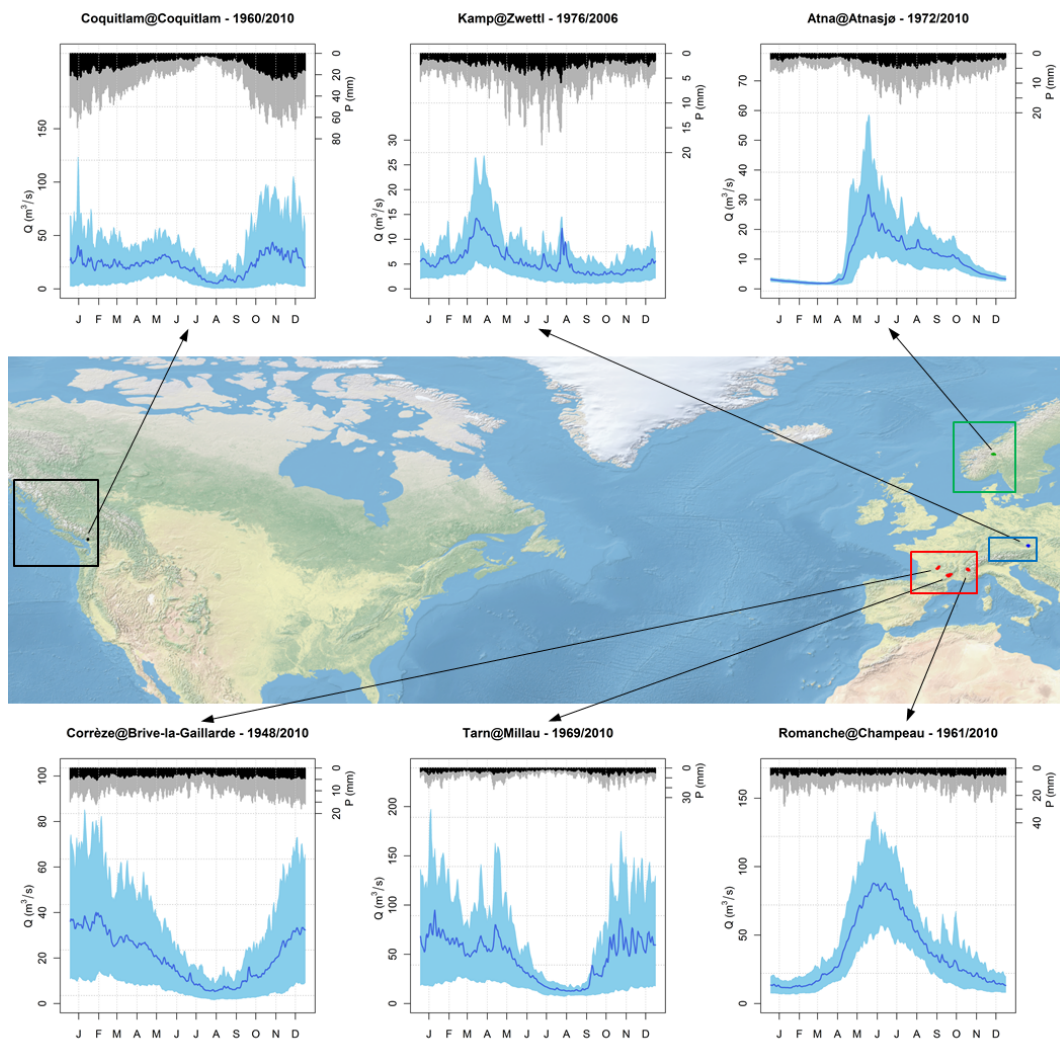 Coquitlam@Coquitlam - 1960/2010
0 50 100 150
Q (m³/s)
0 20 40 60 80
P (mm)
J F M A M J J A S O N D
Kamp@Zwettl - 1976/2006
0 5 10 15 20 25 30
Q (m³/s)
0 5 10 15 20
P (mm)
J F M A M J J A S O N D
Atna@Atnasjø - 1972/2010
0 10 20 30 40 50 60 70
Q (m³/s)
0 20
P (mm)
J F M A M J J A S O N D
Corrèze@Brive-la-Gaillarde - 1948/2010
0 20 40 60 80 100
Q (m³/s)
0 10 20
P (mm)
J F M A M J J A S O N D
Tarn@Millau - 1969/2010
0 50 100 150 200
Q (m³/s)
0 30
P (mm)
J F M A M J J A S O N D
Romanche@Champeau - 1961/2010
0 50 100 150
Q (m³/s)
0 20 40
P (mm)
J F M A M J J A S O N D